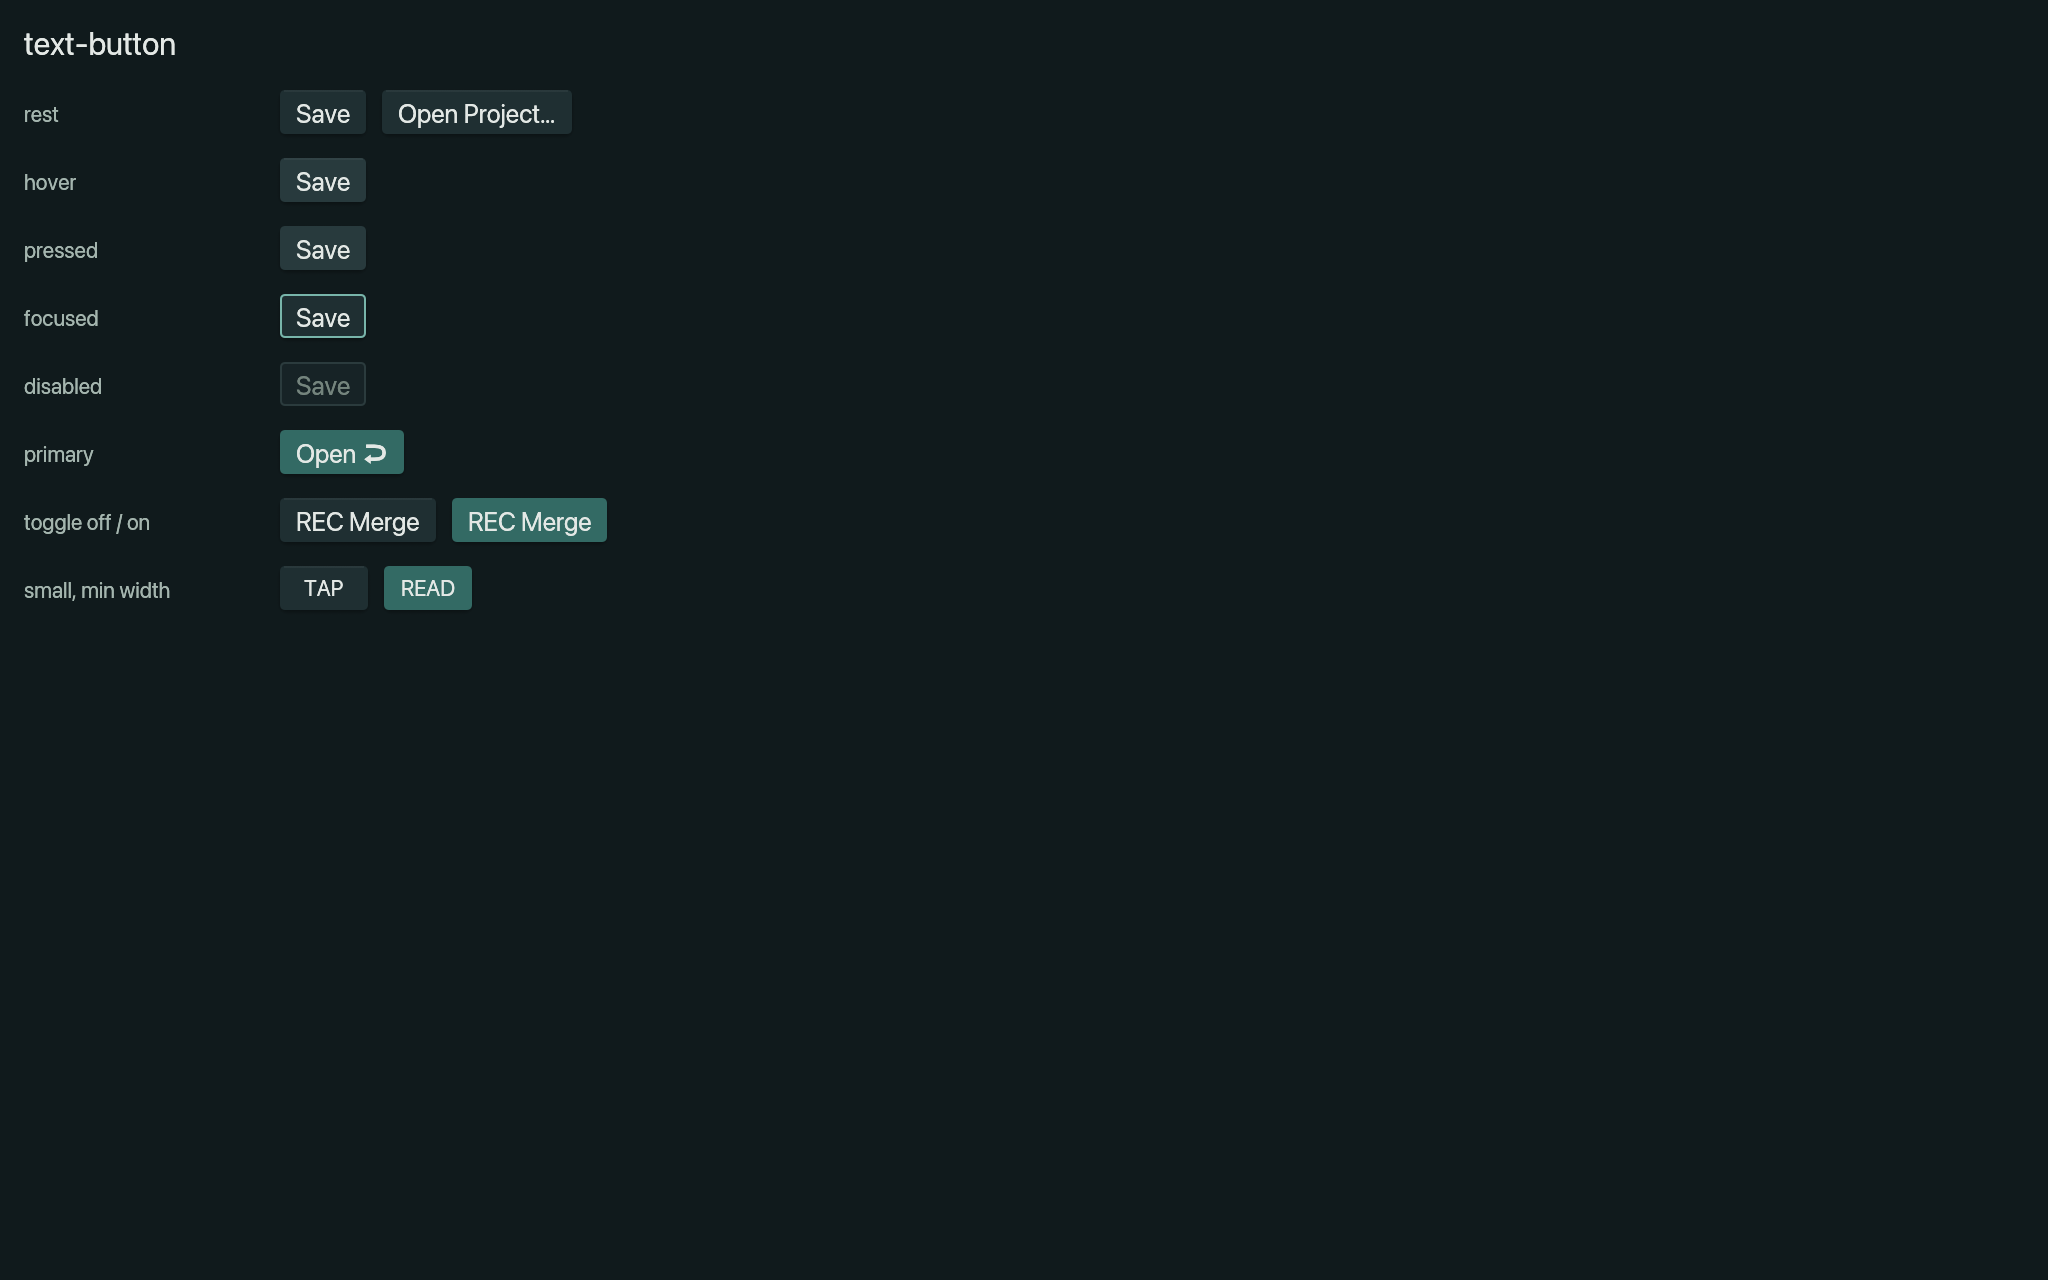 text-button
rest Save Open Project...
hover Save
pressed Save
focused Save
disabled Save
primary Open ⮌
toggle off / on REC Merge REC Merge
small, min width TAP READ